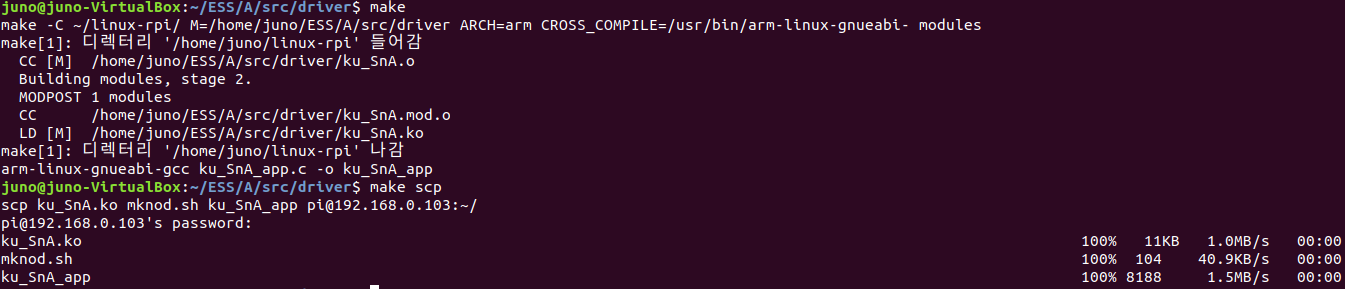 juno@juno-VirtualBox:~/ESS/A/src/driver$ make
make -C ~/linux-rpi/ M=/home/juno/ESS/A/src/driver ARCH=arm CROSS_COMPILE=/usr/bin/arm-linux-gnueabi- modules
make[1]: 디렉터리 '/home/juno/linux-rpi' 들어감
  CC [M]  /home/juno/ESS/A/src/driver/ku_SnA.o
  Building modules, stage 2.
  MODPOST 1 modules
  CC      /home/juno/ESS/A/src/driver/ku_SnA.mod.o
  LD [M]  /home/juno/ESS/A/src/driver/ku_SnA.ko
make[1]: 디렉터리 '/home/juno/linux-rpi' 나감
arm-linux-gnueabi-gcc ku_SnA_app.c -o ku_SnA_app
juno@juno-VirtualBox:~/ESS/A/src/driver$ make scp
scp ku_SnA.ko mknod.sh ku_SnA_app pi@192.168.0.103:~/
pi@192.168.0.103's password:
ku_SnA.ko 100% 11KB 1.0MB/s 00:00
mknod.sh 100% 104 40.9KB/s 00:00
ku_SnA_app 100% 8188 1.5MB/s 00:00